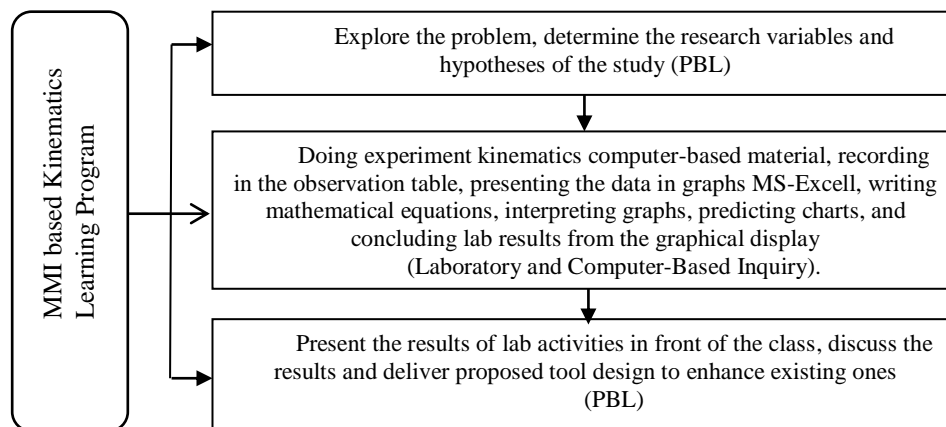 MMI based Kinematics
Learning Program
Explore the problem, determine the research variables and
hypotheses of the study (PBL)
Doing experiment kinematics computer-based material, recording
in the observation table, presenting the data in graphs MS-Excell, writing
mathematical equations, interpreting graphs, predicting charts, and
concluding lab results from the graphical display
(Laboratory and Computer-Based Inquiry).
Present the results of lab activities in front of the class, discuss the
results and deliver proposed tool design to enhance existing ones
(PBL)